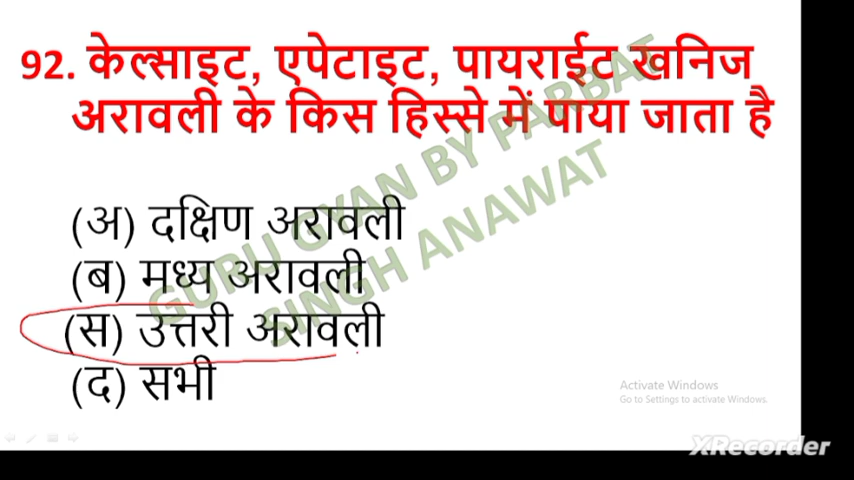 92. केल्साइट, एपेटाइट, पायराईट खनिज
अरावली के किस हिस्से में पाया जाता है
GURU GYAN BY PARBAT
SINGH ANAWAT
(अ) दक्षिण अरावली
(ब) मध्य अरावली
(स) उत्तरी अरावली
(द) सभी
Activate Windows
Go to Settings to activate Windows.
XRecorder